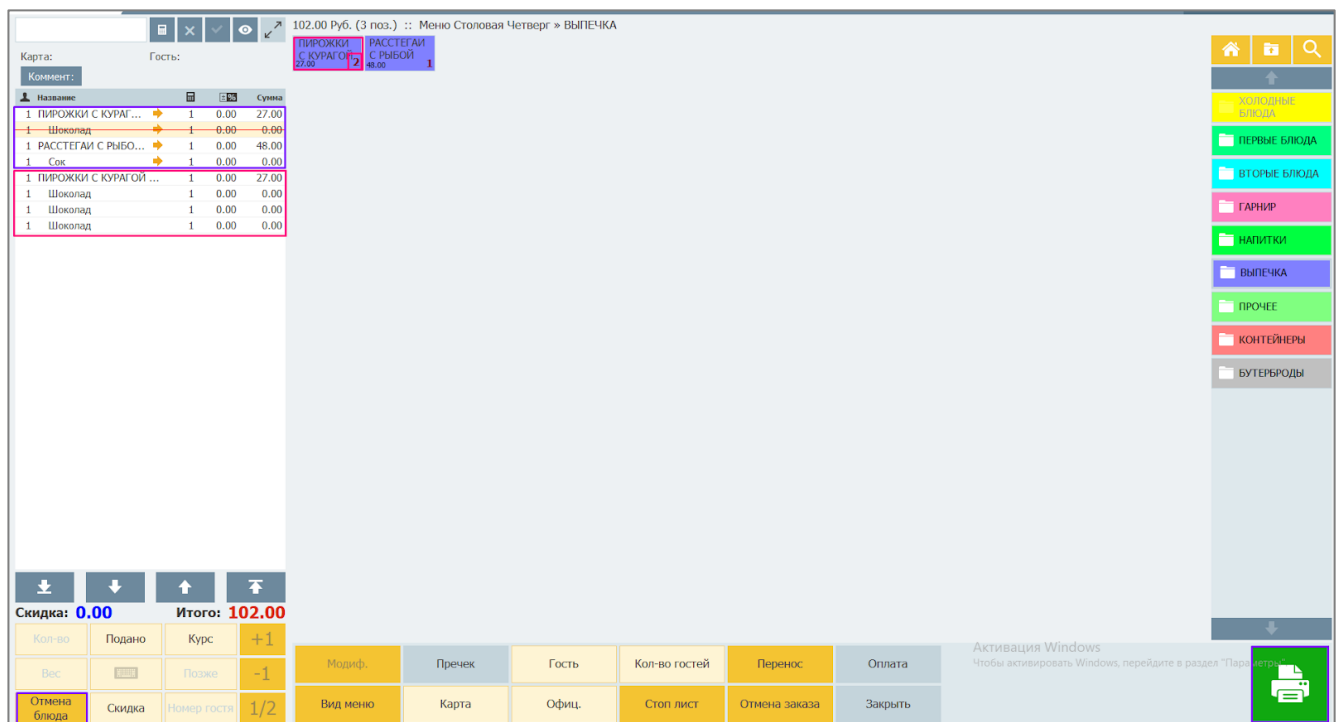 102.00 Руб. (3 поз.) :: Меню Столовая Четверг » ВЫПЕЧКА
Карта: Гость:
Коммент:
Название % Сумма
1 ПИРОЖКИ С КУРАГ... 1 0.00 27.00
1 Шоколад 1 0.00 0.00
1 РАССТЕГАИ С РЫБО... 1 0.00 48.00
1 Сок 1 0.00 0.00
1 ПИРОЖКИ С КУРАГОЙ ... 1 0.00 27.00
1 Шоколад 1 0.00 0.00
1 Шоколад 1 0.00 0.00
1 Шоколад 1 0.00 0.00
Скидка: 0.00 Итого: 102.00
Кол-во Подано Курс +1
Вес Позже -1
Отмена блюда Скидка Номер гостя 1/2
ПИРОЖКИ
С КУРАГОЙ
27.00 2
РАССТЕГАИ
С РЫБОЙ
48.00 1
ХОЛОДНЫЕ
БЛЮДА
ПЕРВЫЕ БЛЮДА
ВТОРЫЕ БЛЮДА
ГАРНИР
НАПИТКИ
ВЫПЕЧКА
ПРОЧЕЕ
КОНТЕЙНЕРЫ
БУТЕРБРОДЫ
Модиф. Пречек Гость Кол-во гостей Перенос Оплата
Вид меню Карта Офиц. Стоп лист Отмена заказа Закрыть
Активация Windows
Чтобы активировать Windows, перейдите в раздел "Параметры".